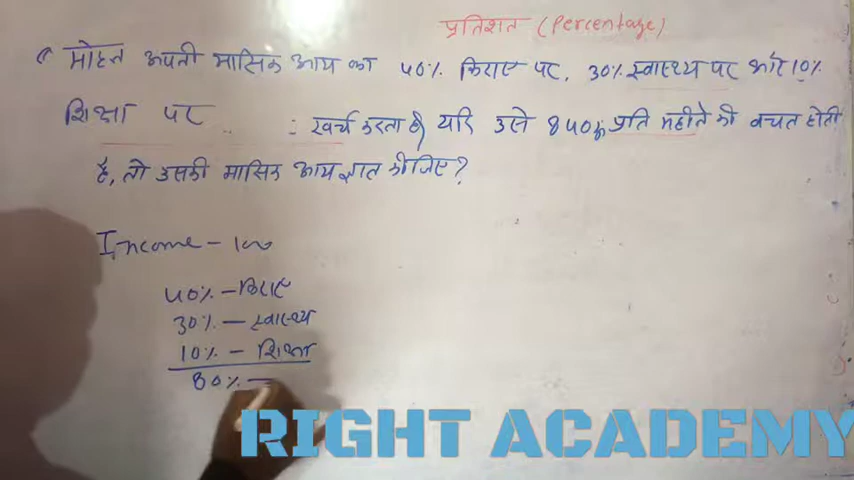 प्रतिशत (Percentage)
मोहन अपनी मासिक आय का 40% किराए पर, 30% स्वास्थ्य पर और 10%
शिक्षा पर खर्च करता है, यदि उसे 840₹ प्रति महीने की बचत होती
है, तो उसकी मासिक आय ज्ञात कीजिए?
Income - 100
40% - किराए
30% - स्वास्थ्य
10% - शिक्षा
80% -
RIGHT ACADEMY